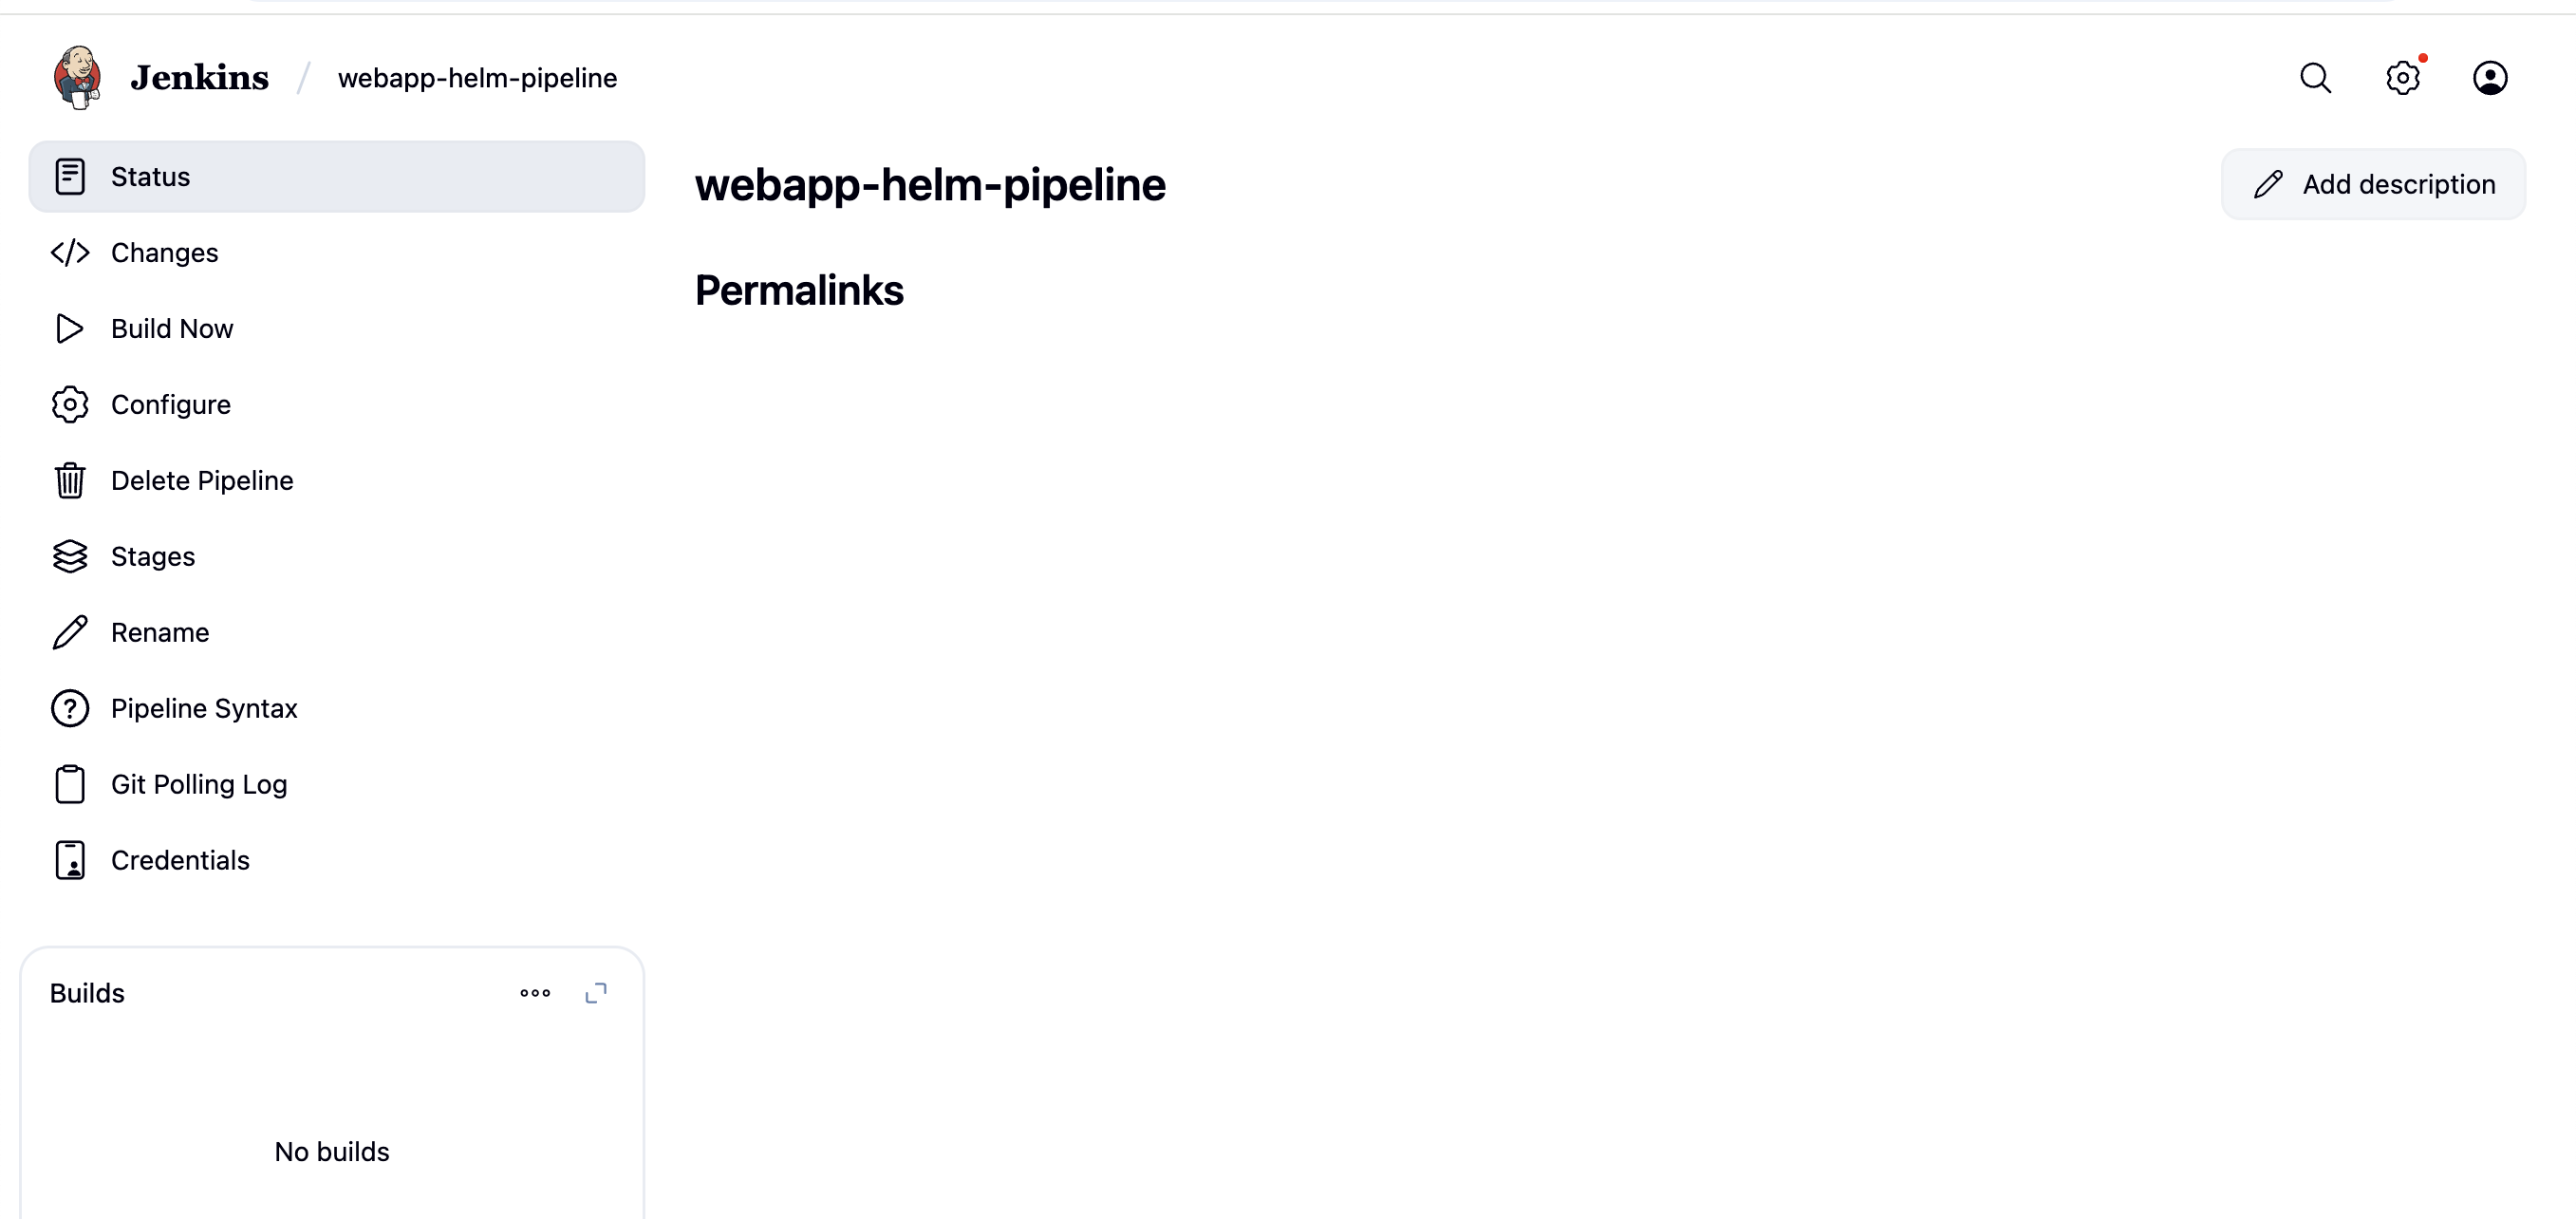 Jenkins / webapp-helm-pipeline
Status
Changes
Build Now
Configure
Delete Pipeline
Stages
Rename
Pipeline Syntax
Git Polling Log
Credentials
Builds
No builds
webapp-helm-pipeline
Add description
Permalinks